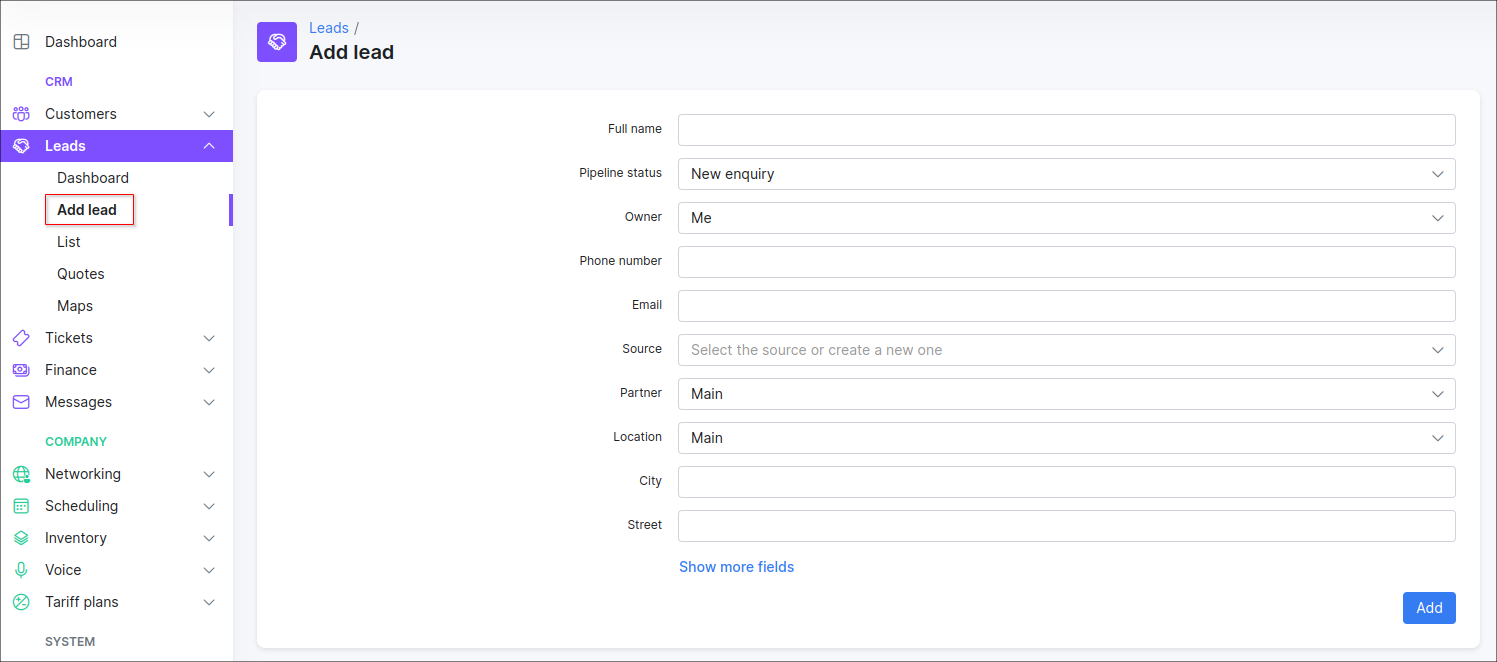 Dashboard
CRM
Customers
Leads
Dashboard
Add lead
List
Quotes
Maps
Tickets
Finance
Messages
COMPANY
Networking
Scheduling
Inventory
Voice
Tariff plans
SYSTEM
Leads /
Add lead
Full name
Pipeline status New enquiry
Owner Me
Phone number
Email
Source Select the source or create a new one
Partner Main
Location Main
City
Street
Show more fields
Add